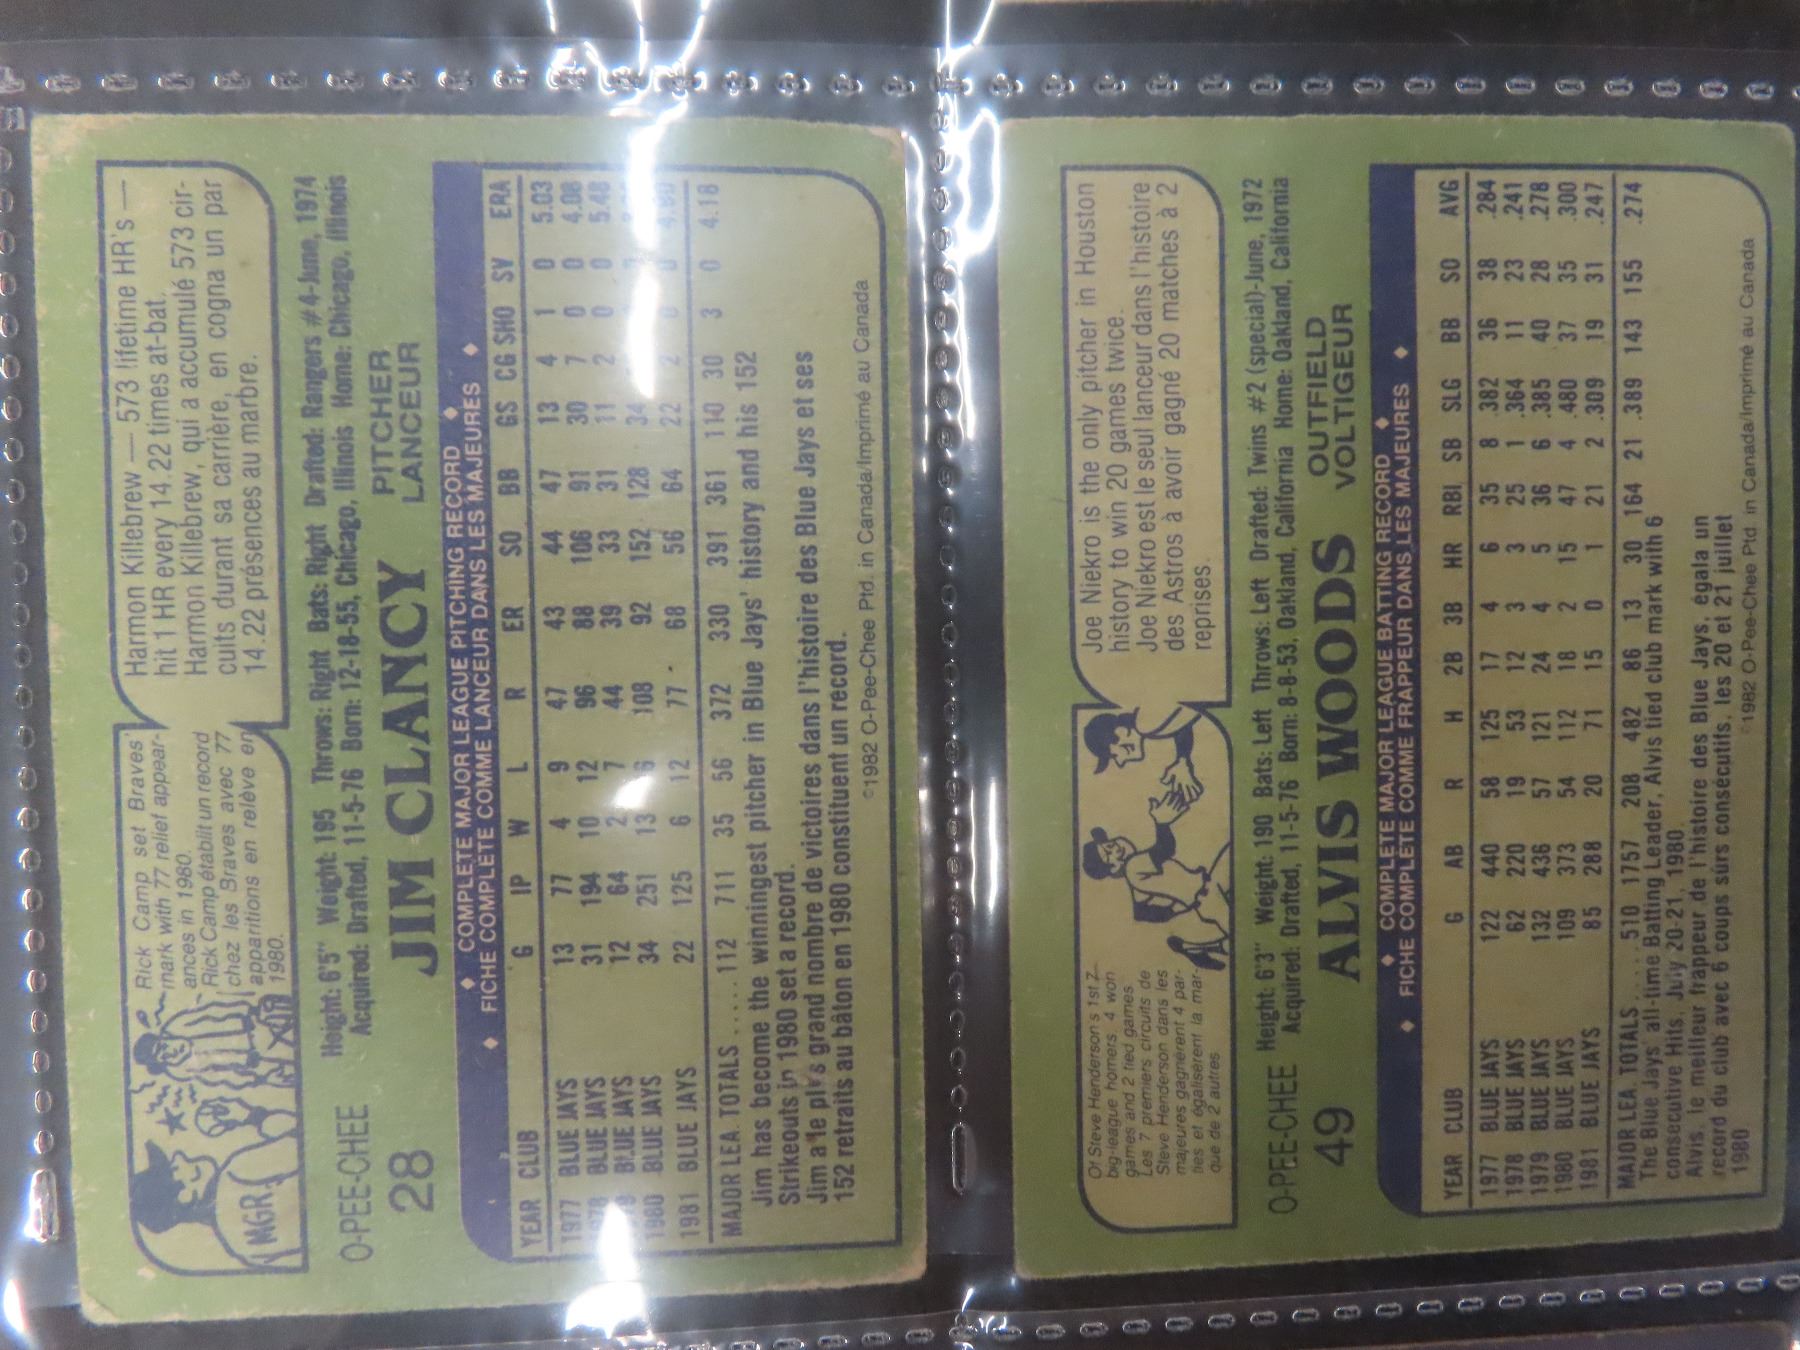 Rick Camp set Braves'
mark with 77 relief appear-
ances in 1980.
Rick Camp établit un record
chez les Braves avec 77
apparitions en relève en
1980.
MGR.
Harmon Killebrew — 573 lifetime HR's —
hit 1 HR every 14.22 times at-bat.
Harmon Killebrew, qui a accumulé 573 cir-
cuits durant sa carrière, en cogna un par
14.22 présences au marbre.
O-PEE-CHEE
28
Height: 6'5" Weight: 195 Throws: Right Bats: Right Drafted: Rangers #4-June, 1974
Acquired: Drafted, 11-5-76 Born: 12-18-55, Chicago, Illinois Home: Chicago, Illinois
JIM CLANCY
PITCHER
LANCEUR
COMPLETE MAJOR LEAGUE PITCHING RECORD
FICHE COMPLÈTE COMME LANCEUR DANS LES MAJEURES
YEAR CLUB G IP W L R ER SO BB GS CG SHO SV ERA
1977 BLUE JAYS 13 77 4 9 47 43 44 47 13 4 1 0 5.03
1978 BLUE JAYS 31 194 10 12 96 88 106 91 30 7 0 0 4.08
BLUE JAYS 12 64 2 7 44 39 33 31 11 2 0 0 5.48
1980 BLUE JAYS 34 251 13 6 108 92 152 128 34
1981 BLUE JAYS 22 125 6 12 77 68 56 64 22 2 0 0 4.90
MAJOR LEA. TOTALS ..... 112 711 35 56 372 330 391 361 110 30 3 0 4.18
Jim has become the winningest pitcher in Blue Jays' history and his 152
Strikeouts in 1980 set a record.
Jim a le plus grand nombre de victoires dans l'histoire des Blue Jays et ses
152 retraits au bâton en 1980 constituent un record.
©1982 O-Pee-Chee Ptd. in Canada/Imprimé au Canada
Of Steve Henderson's 1st 7
big-league homers, 4 won
games and 2 tied games
Les 7 premiers circuits de
Steve Henderson dans les
majeures gagnèrent 4 par-
ties et égalisèrent la mar-
que de 2 autres
Joe Niekro is the only pitcher in Houston
history to win 20 games twice.
Joe Niekro est le seul lanceur dans l'histoire
des Astros à avoir gagné 20 matches à 2
reprises.
O-PEE-CHEE
49
Height: 6'3" Weight: 190 Bats: Left Throws: Left Drafted: Twins #2 (special)-June, 1972
Acquired: Drafted, 11-5-76 Born: 8-8-53, Oakland, California Home: Oakland, California
ALVIS WOODS
OUTFIELD
VOLTIGEUR
COMPLETE MAJOR LEAGUE BATTING RECORD
FICHE COMPLÈTE COMME FRAPPEUR DANS LES MAJEURES
YEAR CLUB G AB R H 2B 3B HR RBI SB SLG BB SO AVG
1977 BLUE JAYS 122 440 58 125 17 4 6 35 8 .382 36 38 .284
1978 BLUE JAYS 62 220 19 53 12 3 3 25 1 .364 11 23 .241
1979 BLUE JAYS 132 436 57 121 24 4 5 36 6 .385 40 28 .278
1980 BLUE JAYS 109 373 54 112 18 2 15 47 4 .480 37 35 .300
1981 BLUE JAYS 85 288 20 71 15 0 1 21 2 .309 19 31 .247
MAJOR LEA. TOTALS ..... 510 1757 208 482 86 13 30 164 21 .389 143 155 .274
The Blue Jays' all-time Batting Leader, Alvis tied club mark with 6
consecutive Hits, July 20-21, 1980.
Alvis, le meilleur frappeur de l'histoire des Blue Jays, égala un
record du club avec 6 coups sûrs consécutifs, les 20 et 21 juillet
1980
©1982 O-Pee-Chee Ptd. in Canada/Imprimé au Canada